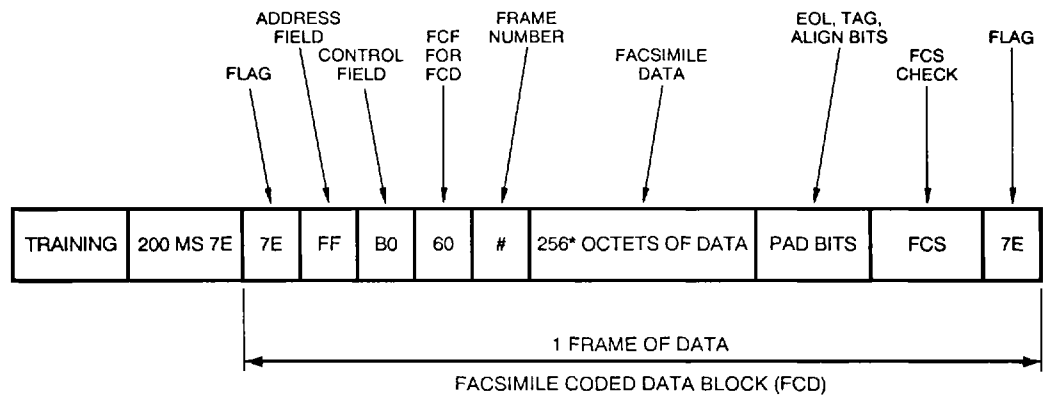 ADDRESS
FIELD
FLAG
CONTROL
FIELD
FCF
FOR
FCD
FRAME
NUMBER
FACSIMILE
DATA
EOL, TAG,
ALIGN BITS
FCS
CHECK
FLAG
TRAINING
200 MS 7E
7E
FF
B0
60
#
256* OCTETS OF DATA
PAD BITS
FCS
7E
1 FRAME OF DATA
FACSIMILE CODED DATA BLOCK (FCD)